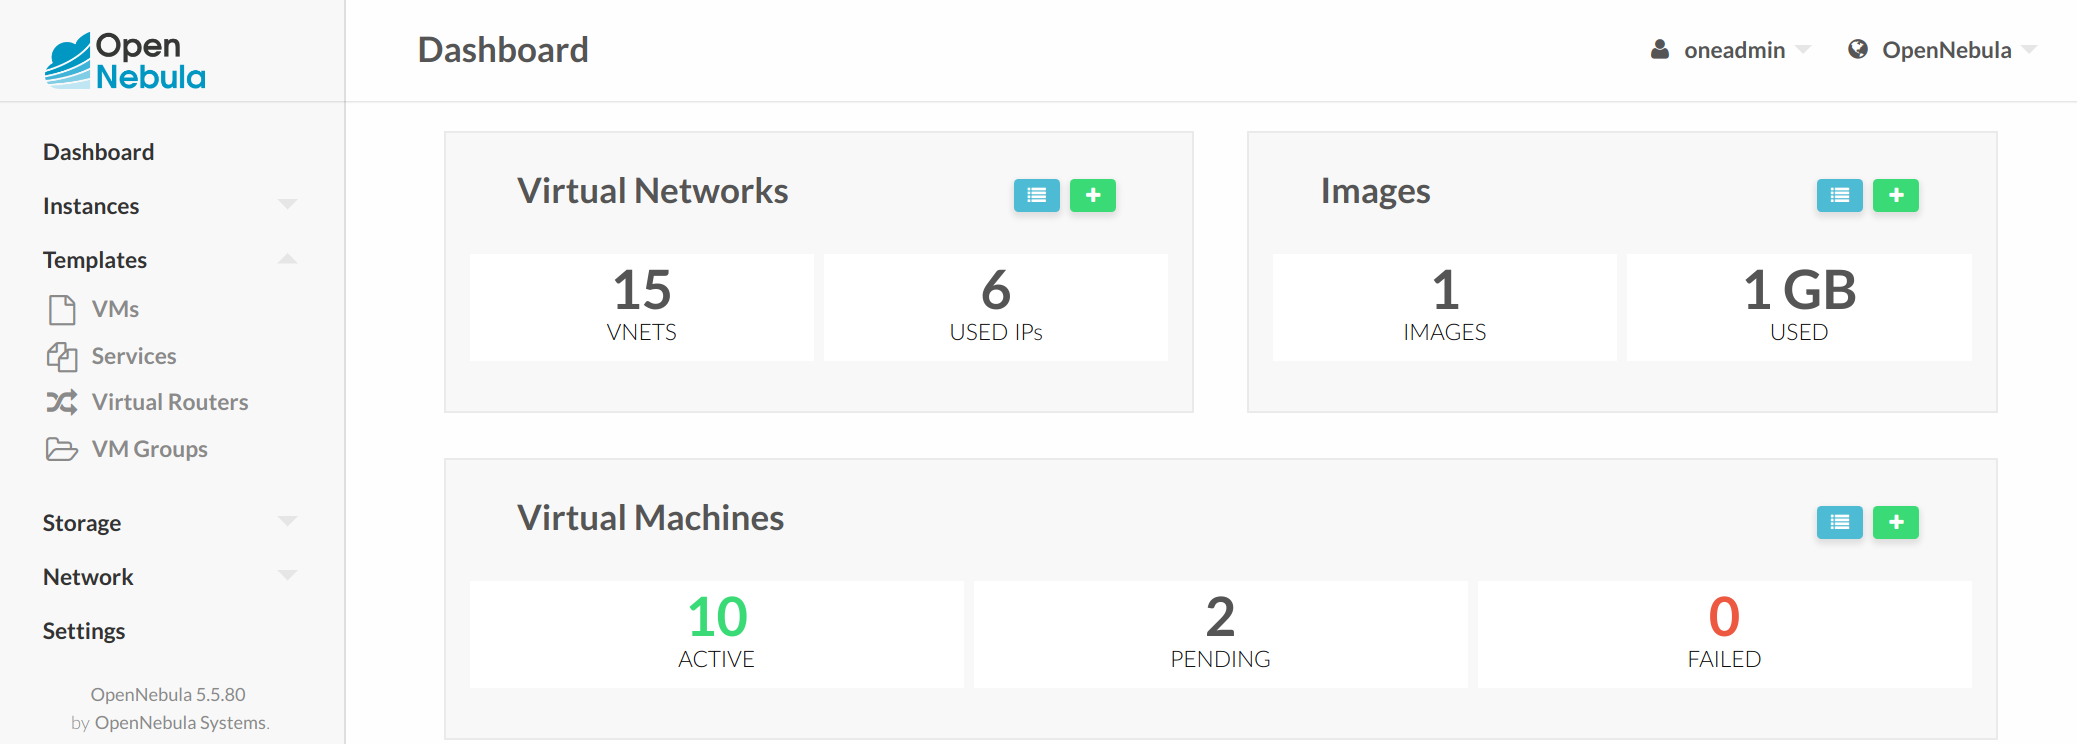 Open
Nebula
Dashboard
oneadmin
OpenNebula
Dashboard
Instances
Templates
VMs
Services
Virtual Routers
VM Groups
Storage
Network
Settings
OpenNebula 5.5.80
by OpenNebula Systems.
Virtual Networks
15
VNETS
6
USED IPs
Images
1
IMAGES
1 GB
USED
Virtual Machines
10
ACTIVE
2
PENDING
0
FAILED